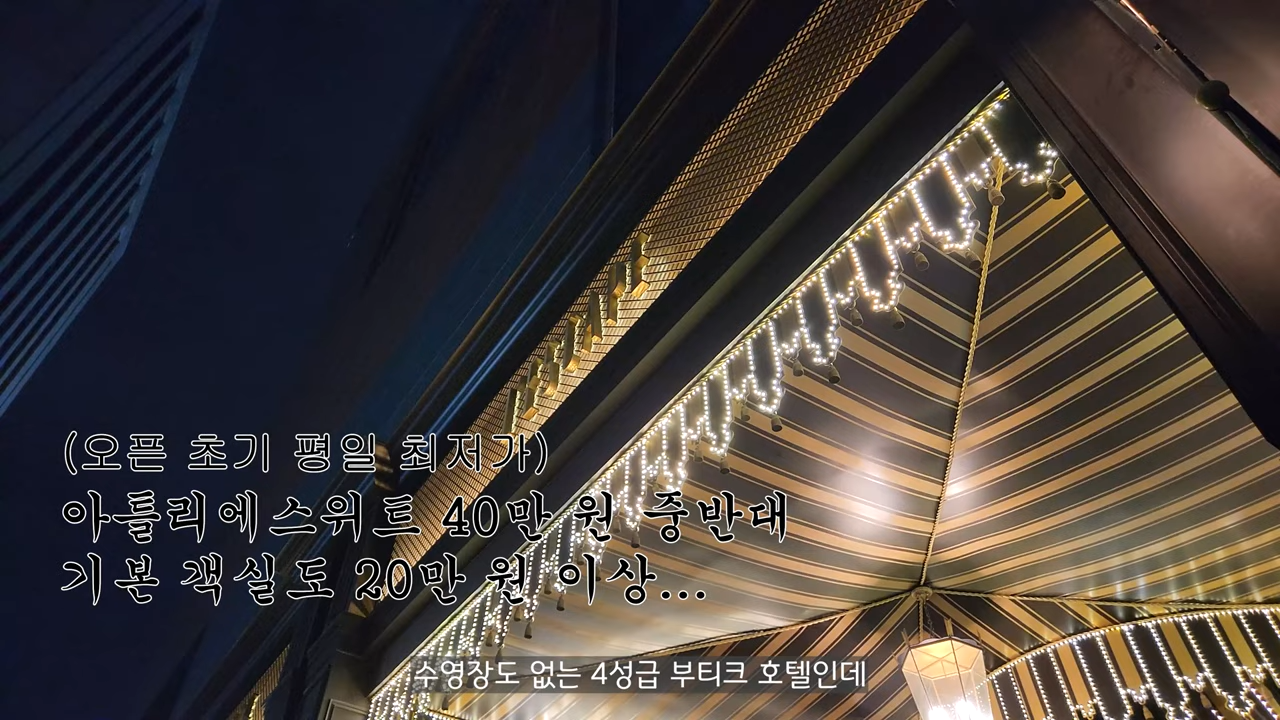 (오픈 초기 평일 최저가)
아틀리에스위트 40만 원 중반대
기본 객실도 20만 원 이상...
수영장도 없는 4성급 부티크 호텔인데